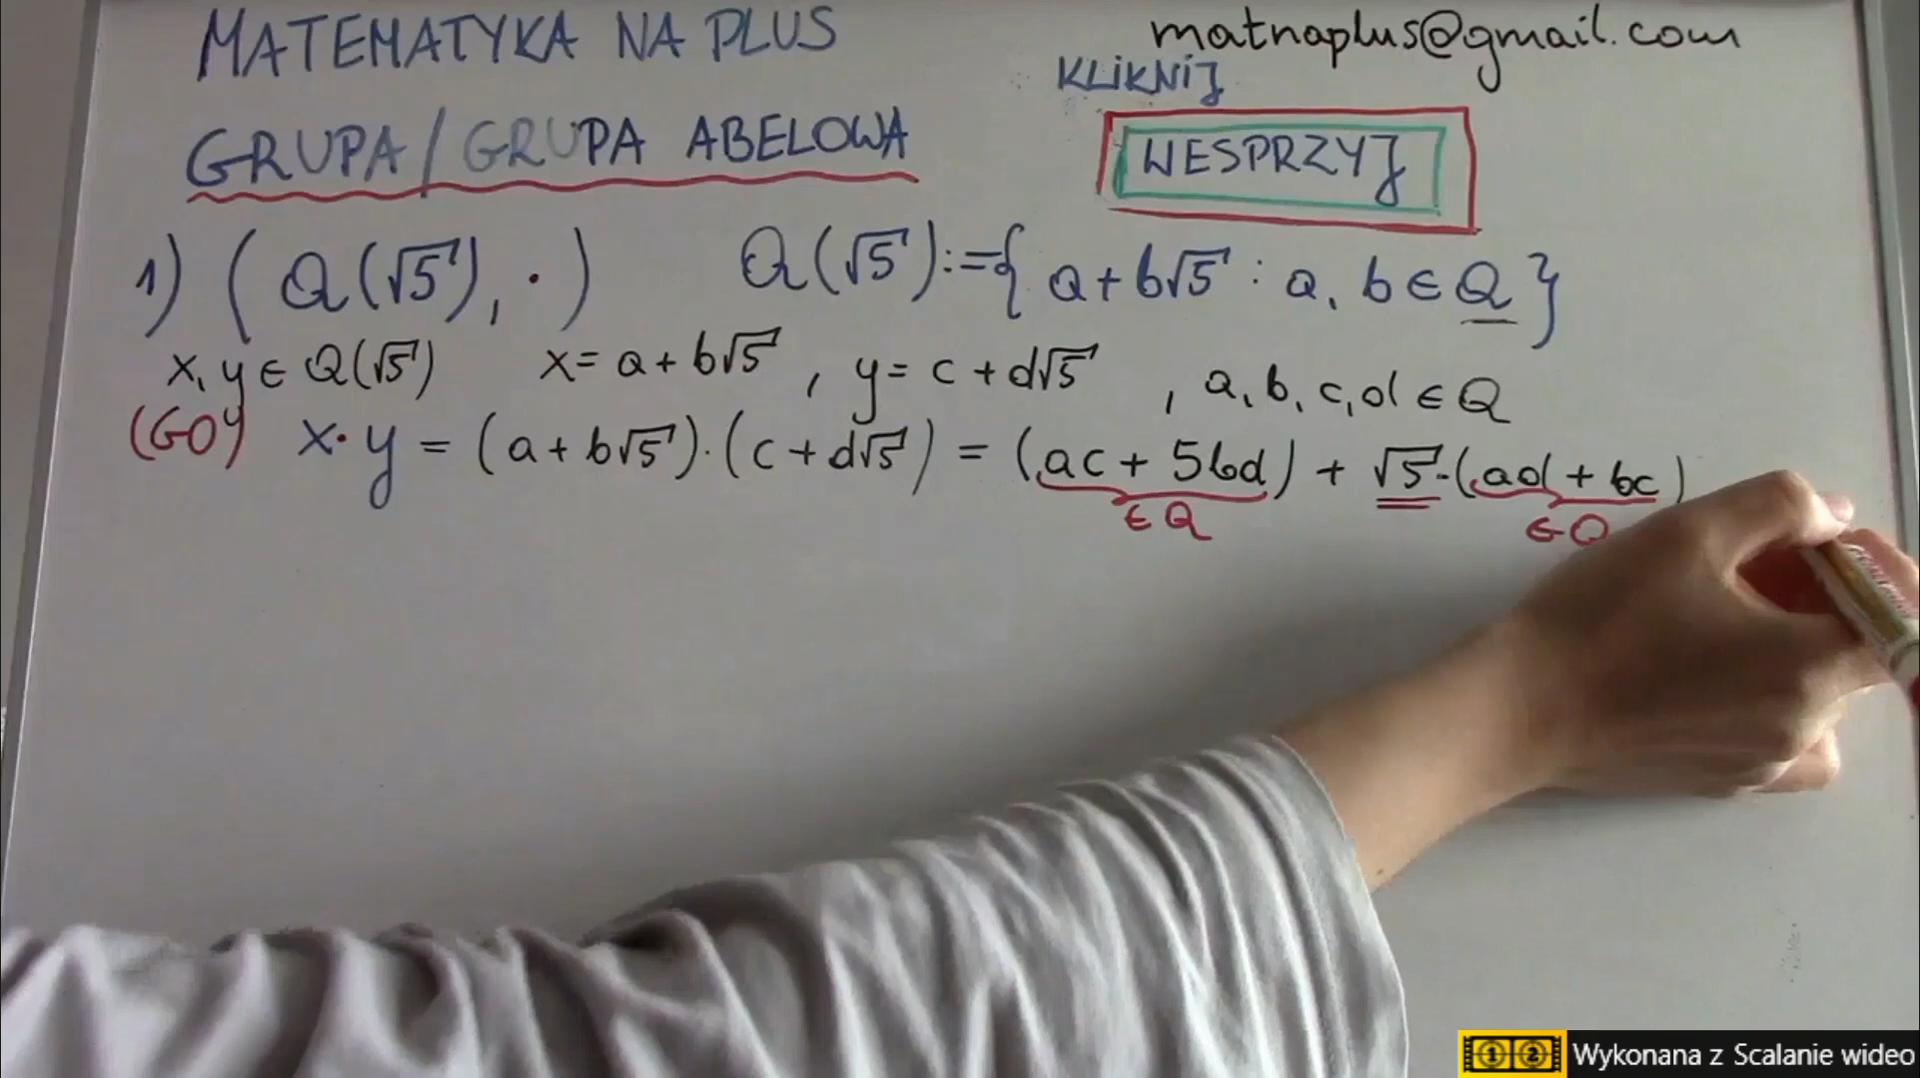 MATEMATYKA NA PLUS
matnaplus@gmail.com
KLiKNiJ
GRUPA / GRUPA ABELOWA
WESPRZYJ
1) (Q(√5), ·) Q(√5):={a+b√5 : a, b ∈ Q}
x, y ∈ Q(√5) x = a + b√5 , y = c + d√5 , a, b, c, d ∈ Q
(G0) x·y = (a + b√5)·(c + d√5) = (ac + 5bd) + √5·(ad + bc)
∈ Q ∈ Q
Wykonana z Scalanie wideo